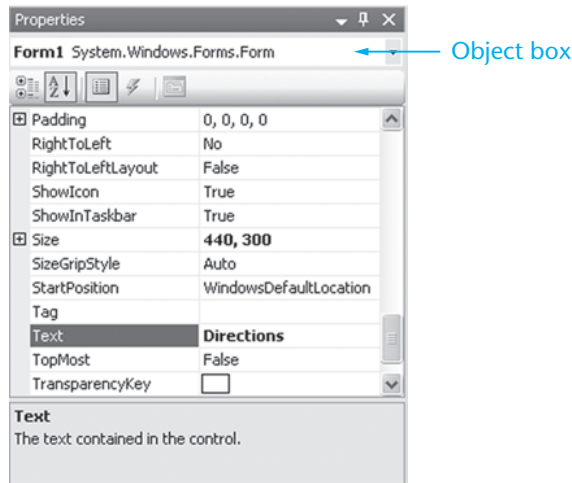 Properties
Form1 System.Windows.Forms.Form
Object box
Padding 0, 0, 0, 0
RightToLeft No
RightToLeftLayout False
ShowIcon True
ShowInTaskbar True
Size 440, 300
SizeGripStyle Auto
StartPosition WindowsDefaultLocation
Tag
Text Directions
TopMost False
TransparencyKey
Text
The text contained in the control.